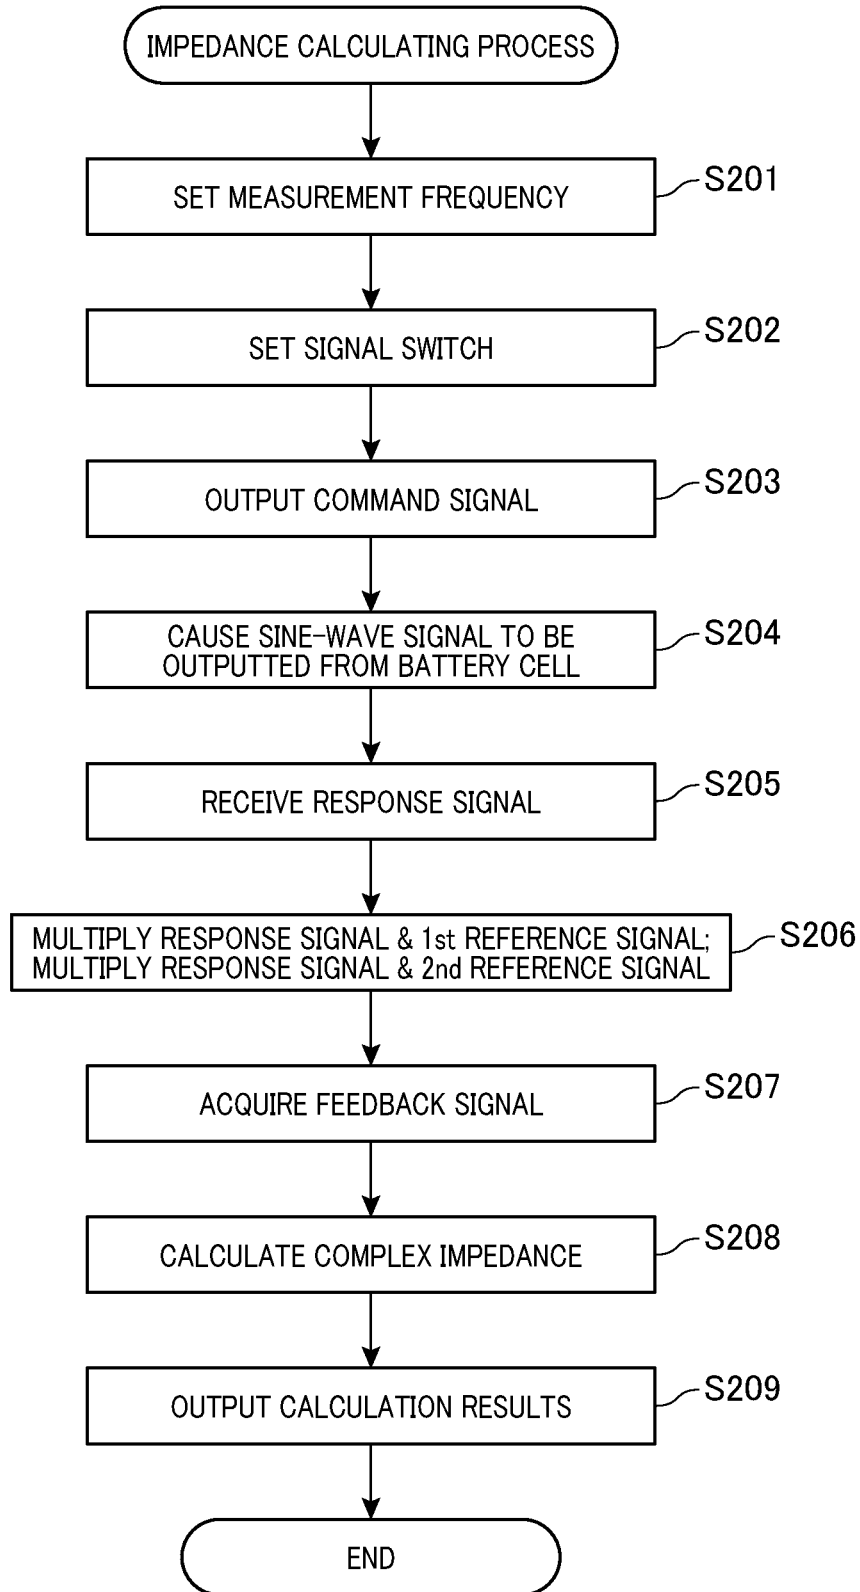 IMPEDANCE CALCULATING PROCESS
SET MEASUREMENT FREQUENCY
S201
SET SIGNAL SWITCH
S202
OUTPUT COMMAND SIGNAL
S203
CAUSE SINE-WAVE SIGNAL TO BE
OUTPUTTED FROM BATTERY CELL
S204
RECEIVE RESPONSE SIGNAL
S205
MULTIPLY RESPONSE SIGNAL & 1st REFERENCE SIGNAL;
MULTIPLY RESPONSE SIGNAL & 2nd REFERENCE SIGNAL
S206
ACQUIRE FEEDBACK SIGNAL
S207
CALCULATE COMPLEX IMPEDANCE
S208
OUTPUT CALCULATION RESULTS
S209
END